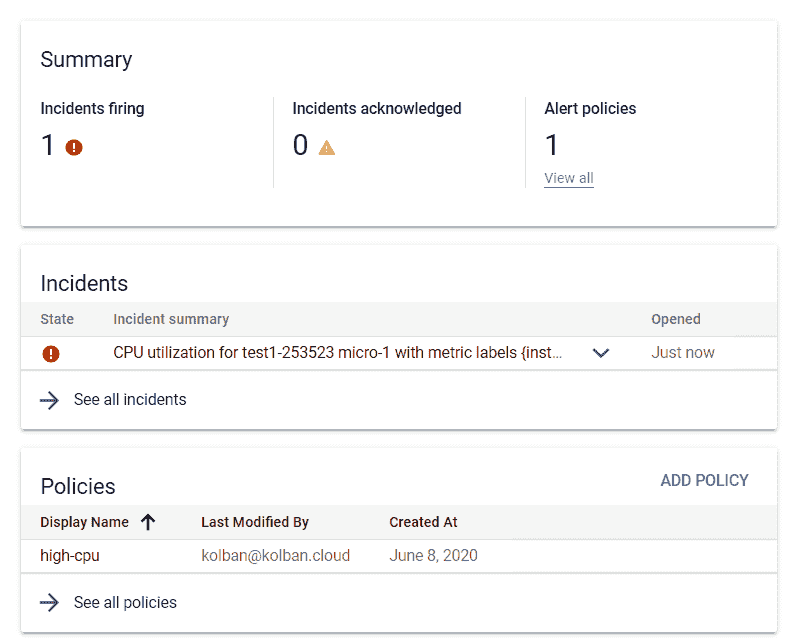 Summary
Incidents firing Incidents acknowledged Alert policies
1 0 1
View all
Incidents
State Incident summary Opened
CPU utilization for test1-253523 micro-1 with metric labels {inst... Just now
See all incidents
Policies ADD POLICY
Display Name Last Modified By Created At
high-cpu kolban@kolban.cloud June 8, 2020
See all policies